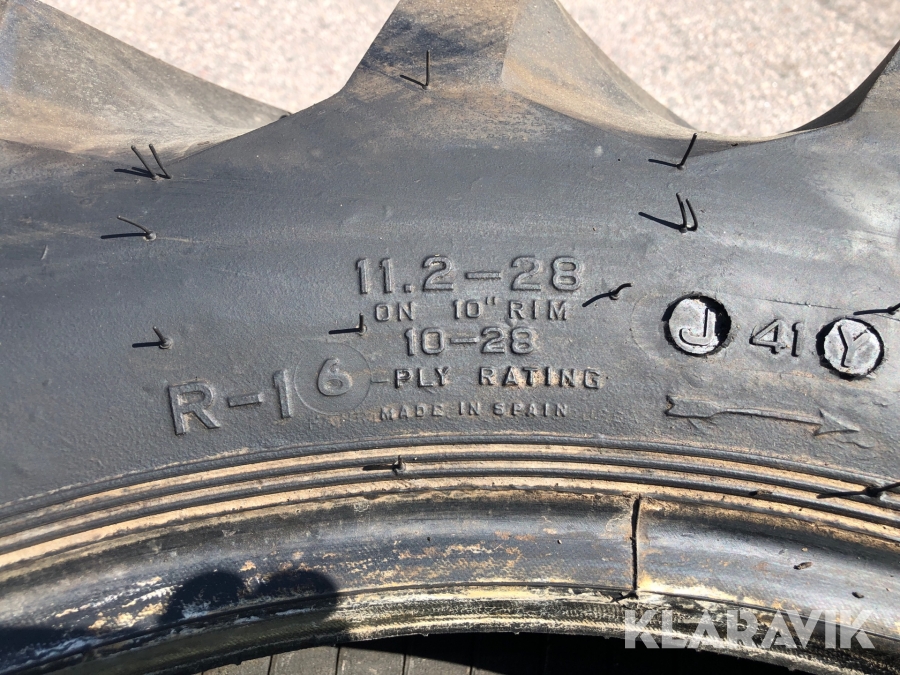 11.2-28
ON 10" RIM
10-28
R-1 6-PLY RATING
MADE IN SPAIN
J 41 Y
KLARAVIK